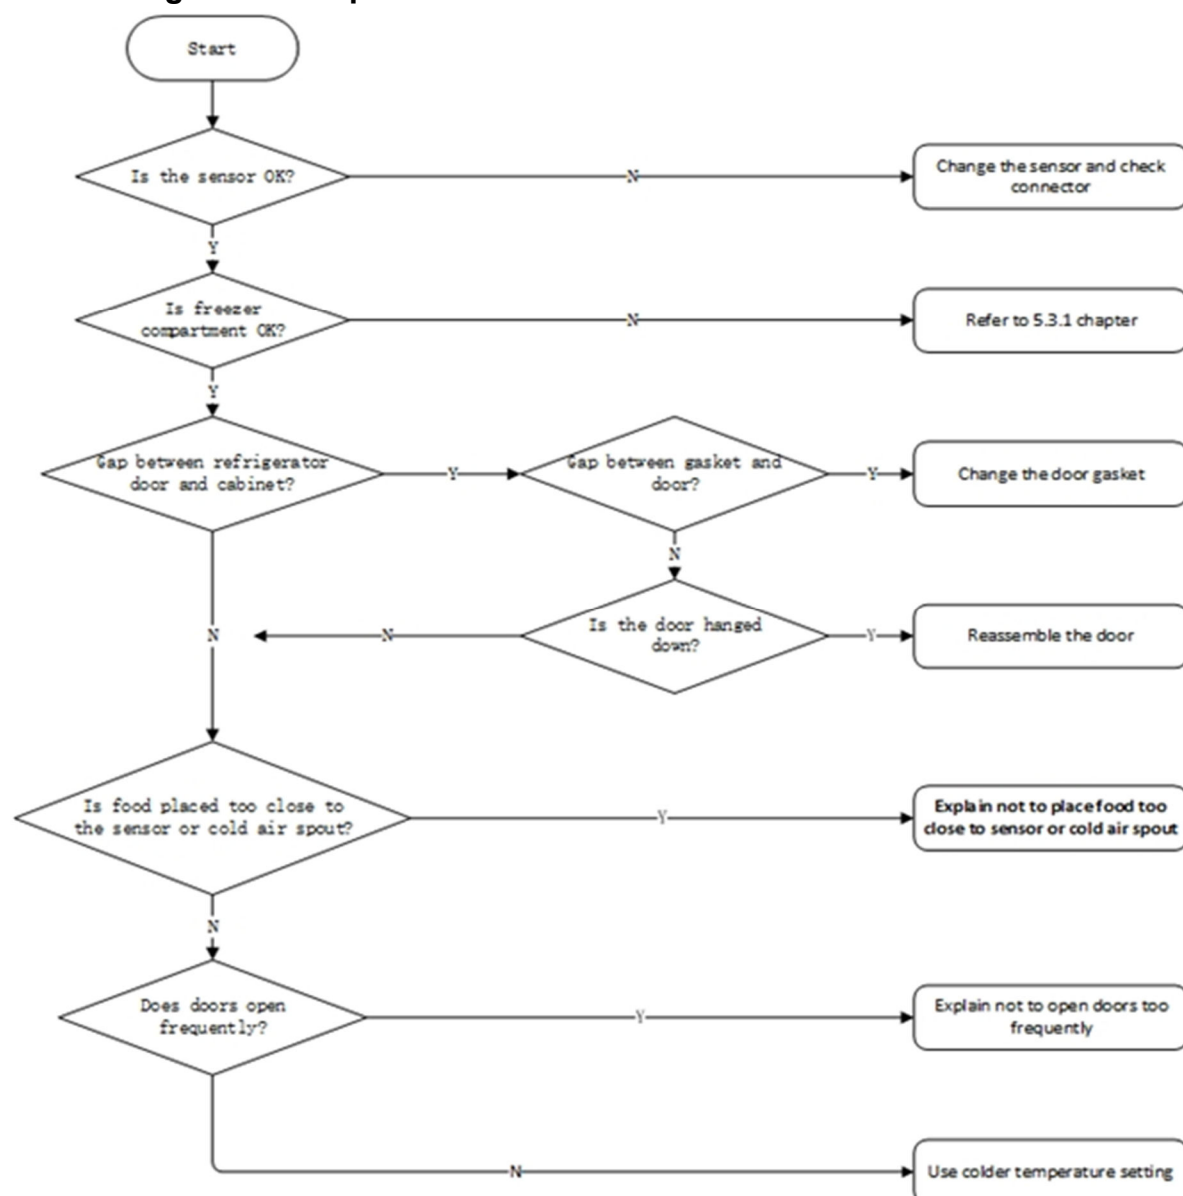 Start
Is the sensor OK?
N
Change the sensor and check
connector
Y
Is freezer
compartment OK?
N
Refer to 5.3.1 chapter
Y
Gap between refrigerator
door and cabinet?
Y
Gap between gasket and
door?
Y
Change the door gasket
N
N
N
Is the door hanged
down?
Y
Reassemble the door
Is food placed too close to
the sensor or cold air spout?
Y
Explain not to place food too
close to sensor or cold air spout
N
Does doors open
frequently?
Y
Explain not to open doors too
frequently
N
Use colder temperature setting